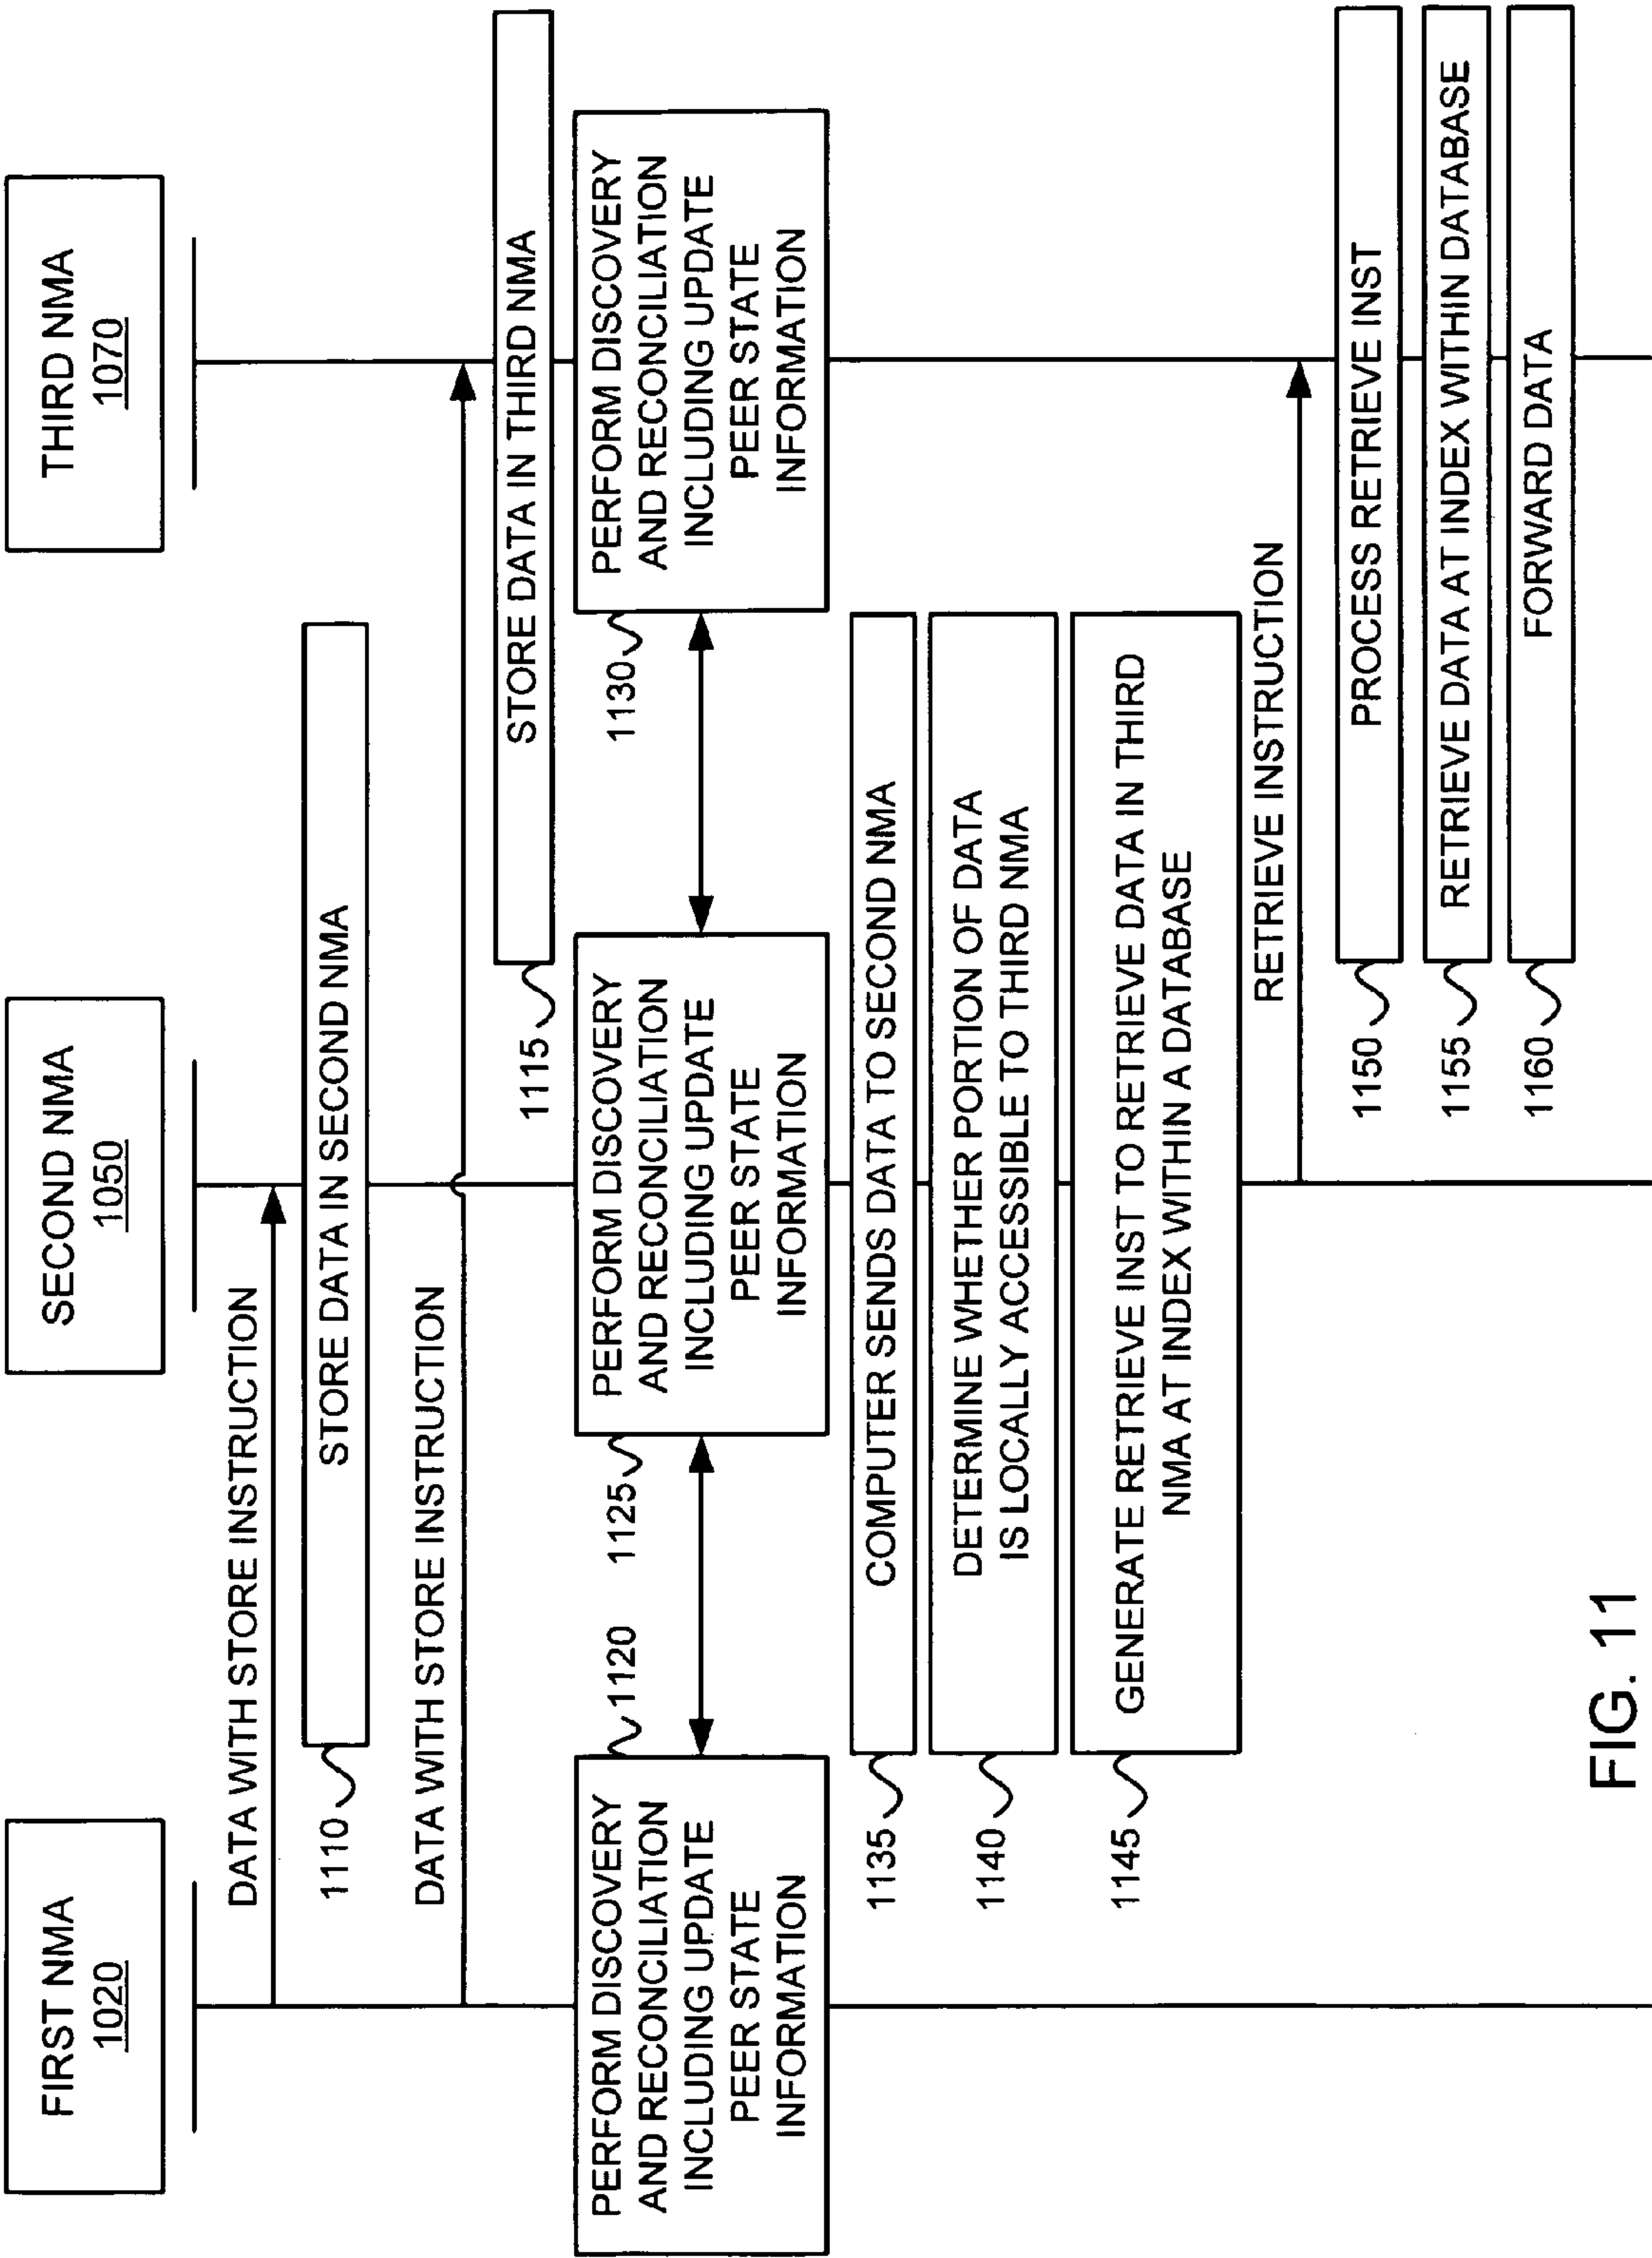 FIRST NMA
1020
SECOND NMA
1050
THIRD NMA
1070
DATA WITH STORE INSTRUCTION
STORE DATA IN SECOND NMA
1110
DATA WITH STORE INSTRUCTION
STORE DATA IN THIRD NMA
1115
PERFORM DISCOVERY
AND RECONCILIATION
INCLUDING UPDATE
PEER STATE
INFORMATION
1120
PERFORM DISCOVERY
AND RECONCILIATION
INCLUDING UPDATE
PEER STATE
INFORMATION
1125
PERFORM DISCOVERY
AND RECONCILIATION
INCLUDING UPDATE
PEER STATE
INFORMATION
1130
COMPUTER SENDS DATA TO SECOND NMA
1135
DETERMINE WHETHER PORTION OF DATA
IS LOCALLY ACCESSIBLE TO THIRD NMA
1140
GENERATE RETRIEVE INST TO RETRIEVE DATA IN THIRD
NMA AT INDEX WITHIN A DATABASE
1145
RETRIEVE INSTRUCTION
PROCESS RETRIEVE INST
1150
RETRIEVE DATA AT INDEX WITHIN DATABASE
1155
FORWARD DATA
1160
FIG. 11